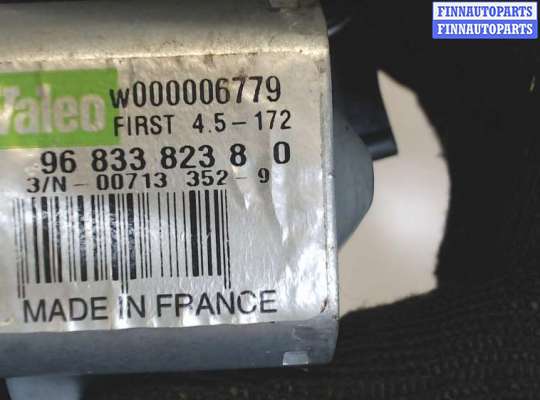 FINNAUTOPARTS
FINNAUTOPARTS
Valeo
W000006779
FIRST 4.5-172
96 833 823 8 0
3/N - 00713 352-9
MADE IN FRANCE